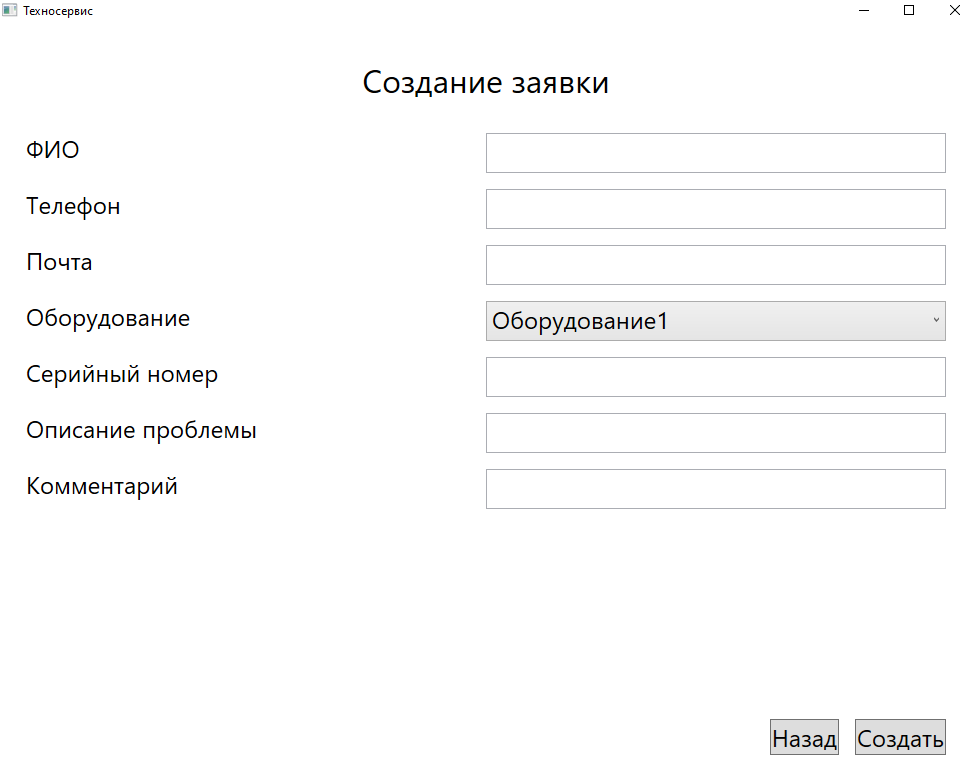 Техносервис
Создание заявки
ФИО
Телефон
Почта
Оборудование
Оборудование1
Серийный номер
Описание проблемы
Комментарий
Назад
Создать